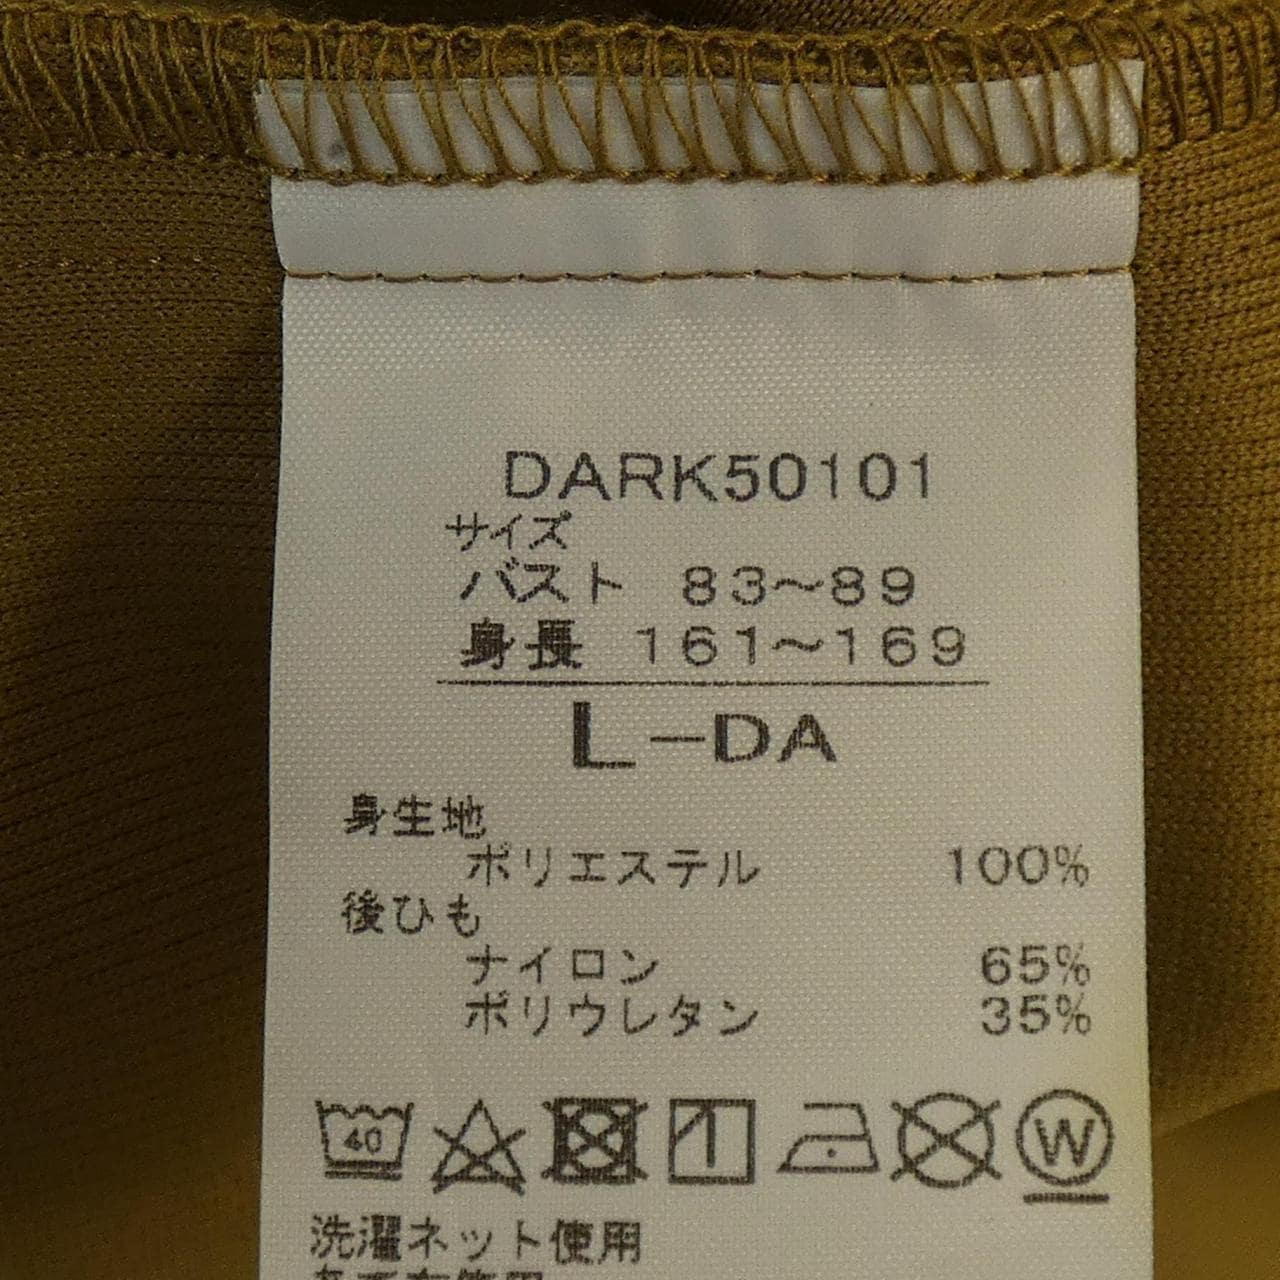 DARK50101
サイズ
バスト 83〜89
身長 161〜169
L-DA
身生地
ポリエステル 100%
後ひも
ナイロン 65%
ポリウレタン 35%
40
W
洗濯ネット使用